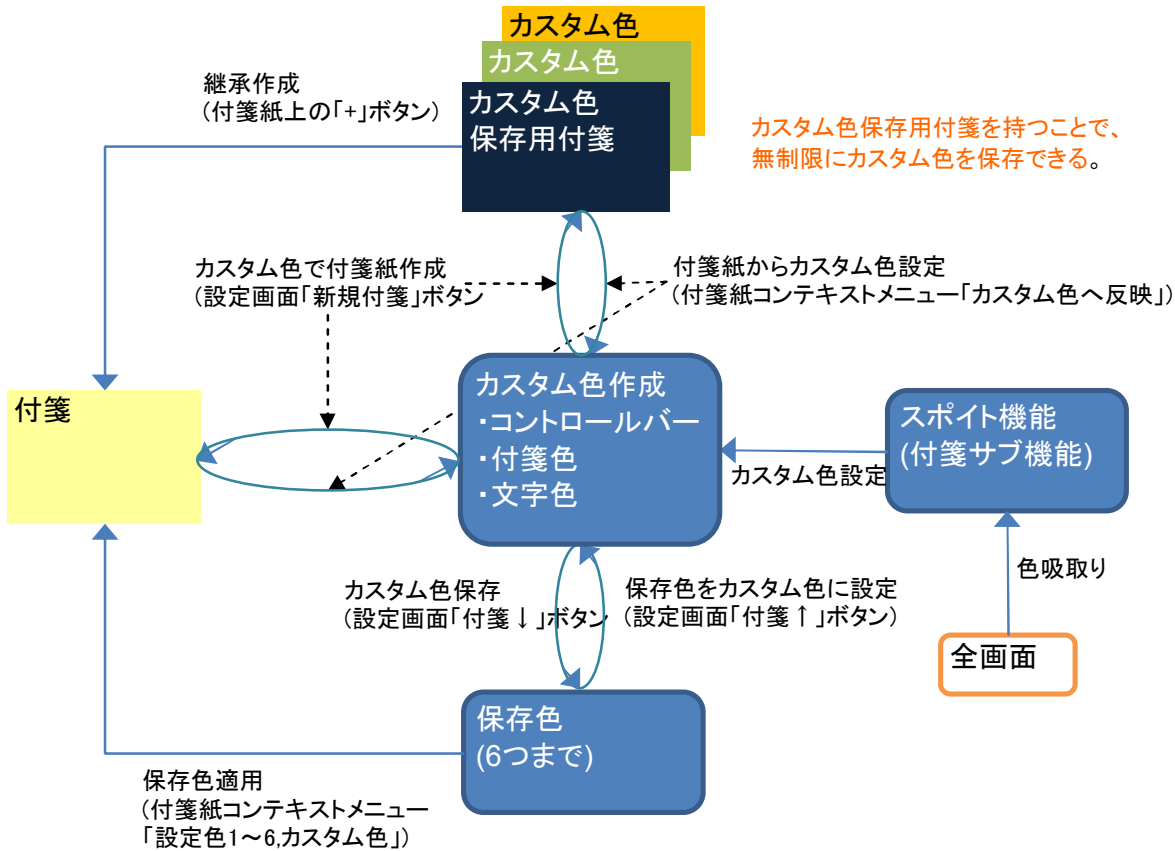 カスタム色
カスタム色
カスタム色
保存用付箋
継承作成
(付箋紙上の「+」ボタン)
カスタム色保存用付箋を持つことで、
無制限にカスタム色を保存できる。
カスタム色で付箋紙作成
(設定画面「新規付箋」ボタン
付箋紙からカスタム色設定
(付箋紙コンテキストメニュー「カスタム色へ反映」)
付箋
カスタム色作成
・コントロールバー
・付箋色
・文字色
スポイト機能
(付箋サブ機能)
カスタム色設定
色吸取り
全画面
カスタム色保存
(設定画面「付箋↓」ボタン
保存色をカスタム色に設定
(設定画面「付箋↑」ボタン)
保存色
(6つまで)
保存色適用
(付箋紙コンテキストメニュー
「設定色1～6,カスタム色」)